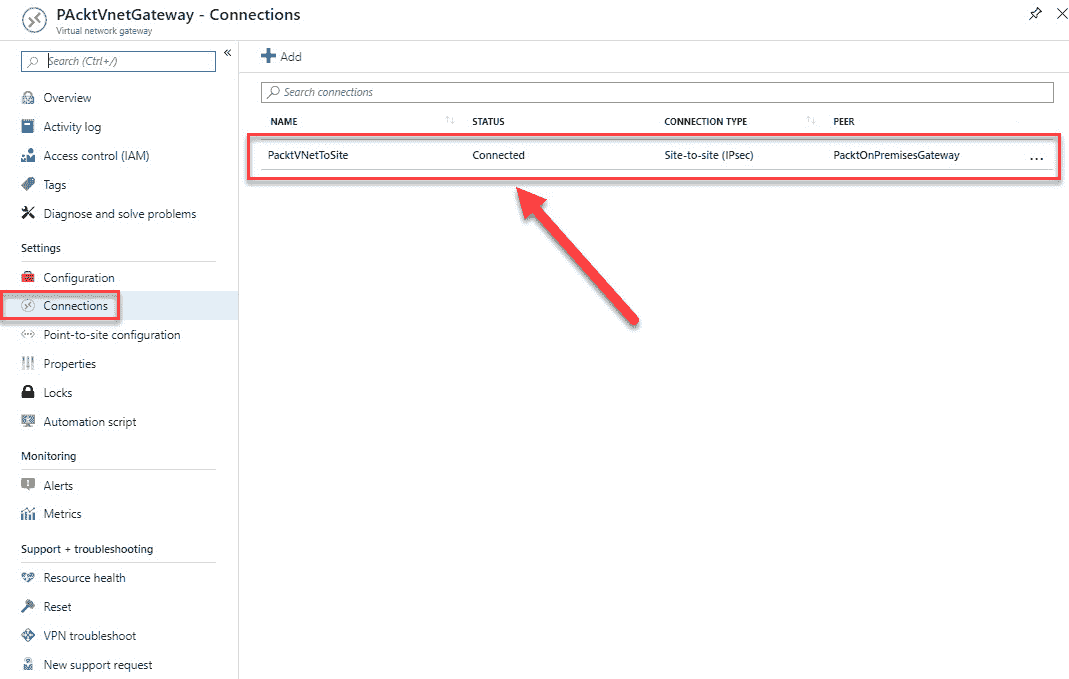 PAcktVnetGateway - Connections
Virtual network gateway
Search (Ctrl+/)
«
Overview
Activity log
Access control (IAM)
Tags
Diagnose and solve problems
Settings
Configuration
Connections
Point-to-site configuration
Properties
Locks
Automation script
Monitoring
Alerts
Metrics
Support + troubleshooting
Resource health
Reset
VPN troubleshoot
New support request
Add
Search connections
NAME STATUS CONNECTION TYPE PEER
PacktVNetToSite Connected Site-to-site (IPsec) PacktOnPremisesGateway ...